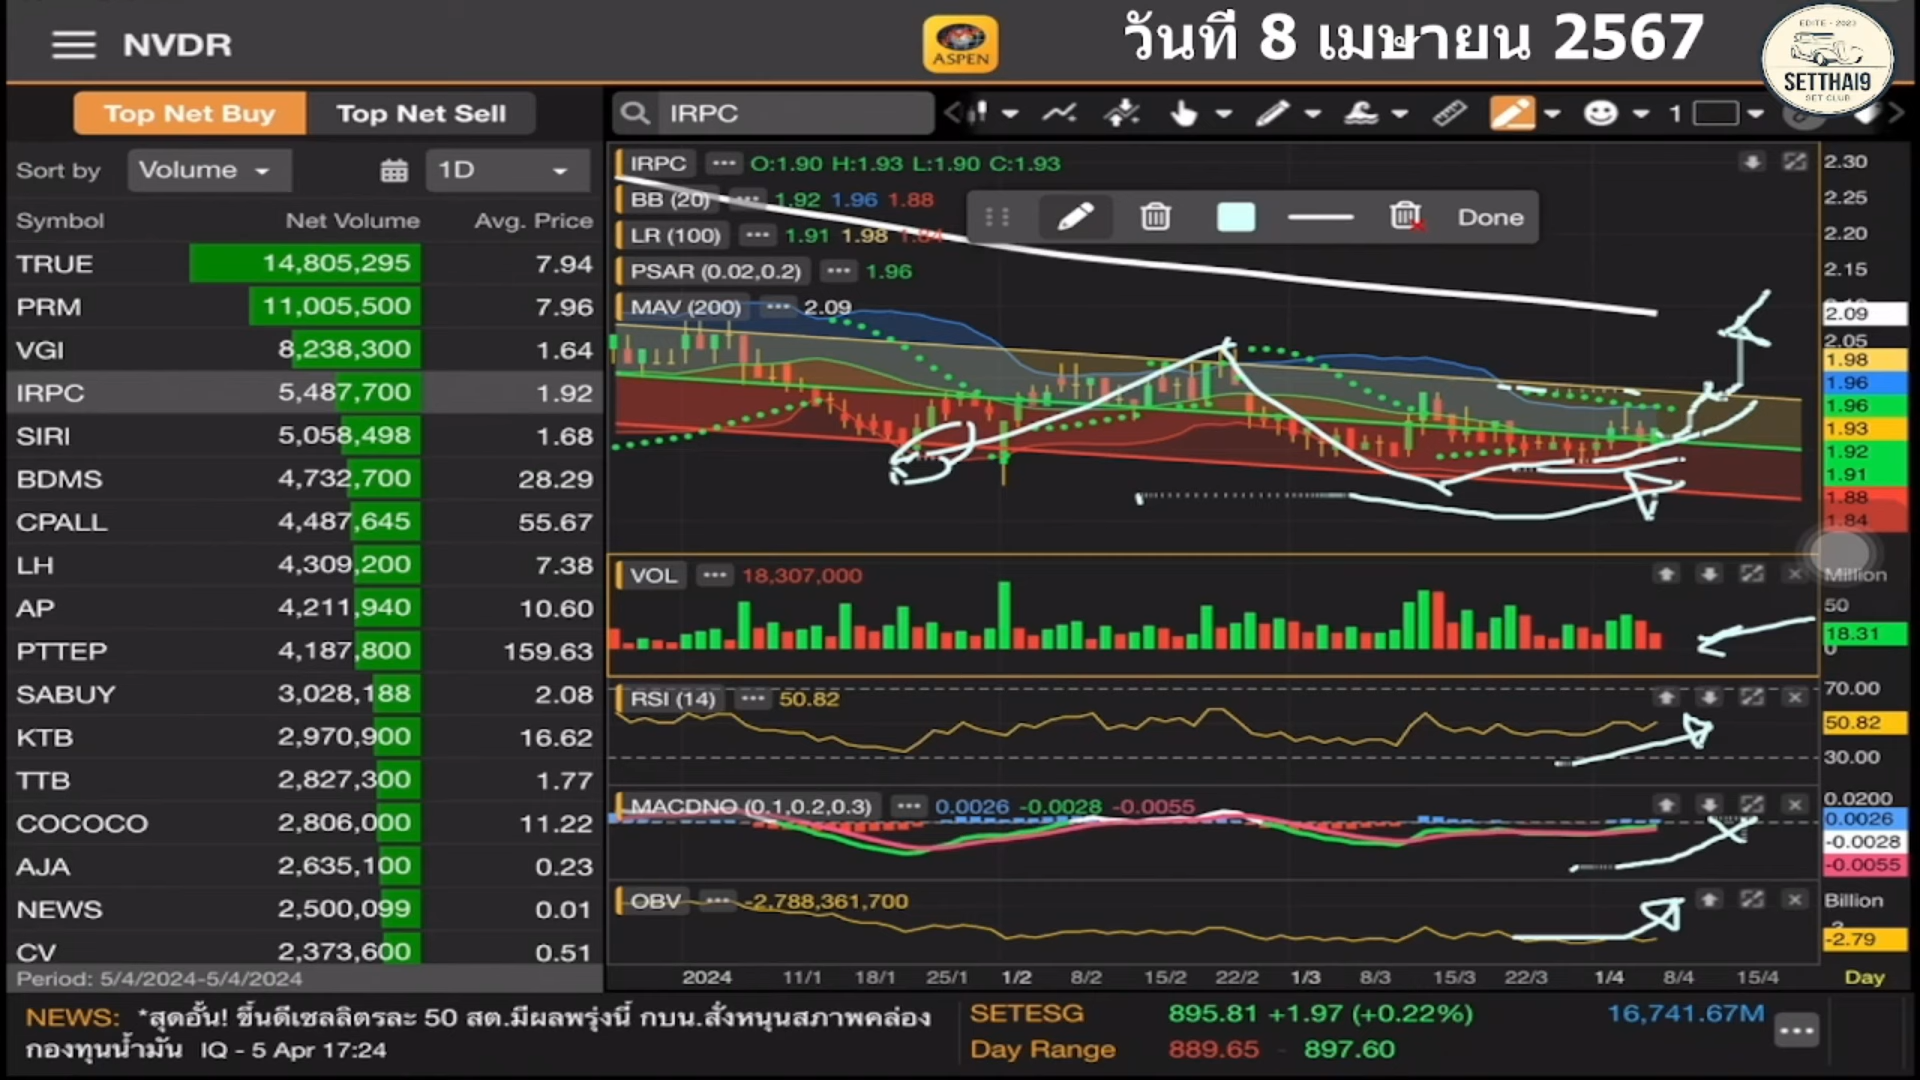 NVDR
ASPEN
วันที่ 8 เมษายน 2567
EDITE - 2023
SETTHAI9
SET CLUB
Top Net Buy
Top Net Sell
IRPC
1
Sort by
Volume
1D
Symbol Net Volume Avg. Price
TRUE 14,805,295 7.94
PRM 11,005,500 7.96
VGI 8,238,300 1.64
IRPC 5,487,700 1.92
SIRI 5,058,498 1.68
BDMS 4,732,700 28.29
CPALL 4,487,645 55.67
LH 4,309,200 7.38
AP 4,211,940 10.60
PTTEP 4,187,800 159.63
SABUY 3,028,188 2.08
KTB 2,970,900 16.62
TTB 2,827,300 1.77
COCOCO 2,806,000 11.22
AJA 2,635,100 0.23
NEWS 2,500,099 0.01
CV 2,373,600 0.51
Period: 5/4/2024-5/4/2024
IRPC ••• O:1.90 H:1.93 L:1.90 C:1.93
BB (20) ••• 1.92 1.96 1.88
LR (100) ••• 1.91 1.98 1.84
PSAR (0.02,0.2) ••• 1.96
MAV (200) ••• 2.09
Done
2.30
2.25
2.20
2.15
2.09
2.05
1.98
1.96
1.96
1.93
1.92
1.91
1.88
1.84
VOL ••• 18,307,000
Million
50
18.31
0
RSI (14) ••• 50.82
70.00
50.82
30.00
MACDNO (0.1,0.2,0.3) ••• 0.0026 -0.0028 -0.0055
0.0200
0.0026
-0.0028
-0.0055
OBV ••• -2,788,361,700
Billion
-2.79
2024 11/1 18/1 25/1 1/2 8/2 15/2 22/2 1/3 8/3 15/3 22/3 1/4 8/4 15/4 Day
NEWS: *สุดอั้น! ขึ้นดีเซลลิตรละ 50 สต.มีผลพรุ่งนี้ กบน.สั่งหนุนสภาพคล่อง
กองทุนน้ำมัน IQ - 5 Apr 17:24
SETESG 895.81 +1.97 (+0.22%) 16,741.67M
Day Range 889.65 - 897.60